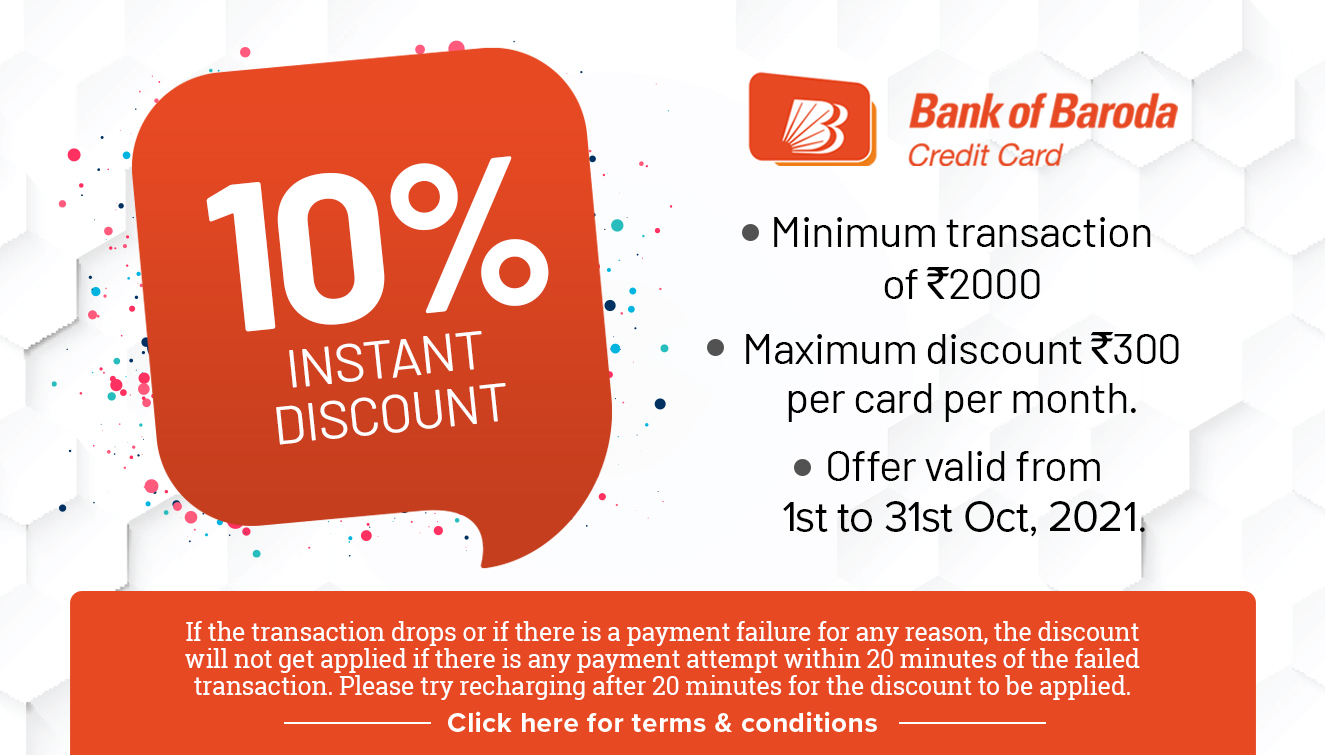 10%
INSTANT
DISCOUNT
Bank of Baroda
Credit Card
• Minimum transaction
of ₹2000
• Maximum discount ₹300
per card per month.
• Offer valid from
1st to 31st Oct, 2021.
If the transaction drops or if there is a payment failure for any reason, the discount
will not get applied if there is any payment attempt within 20 minutes of the failed
transaction. Please try recharging after 20 minutes for the discount to be applied.
Click here for terms & conditions